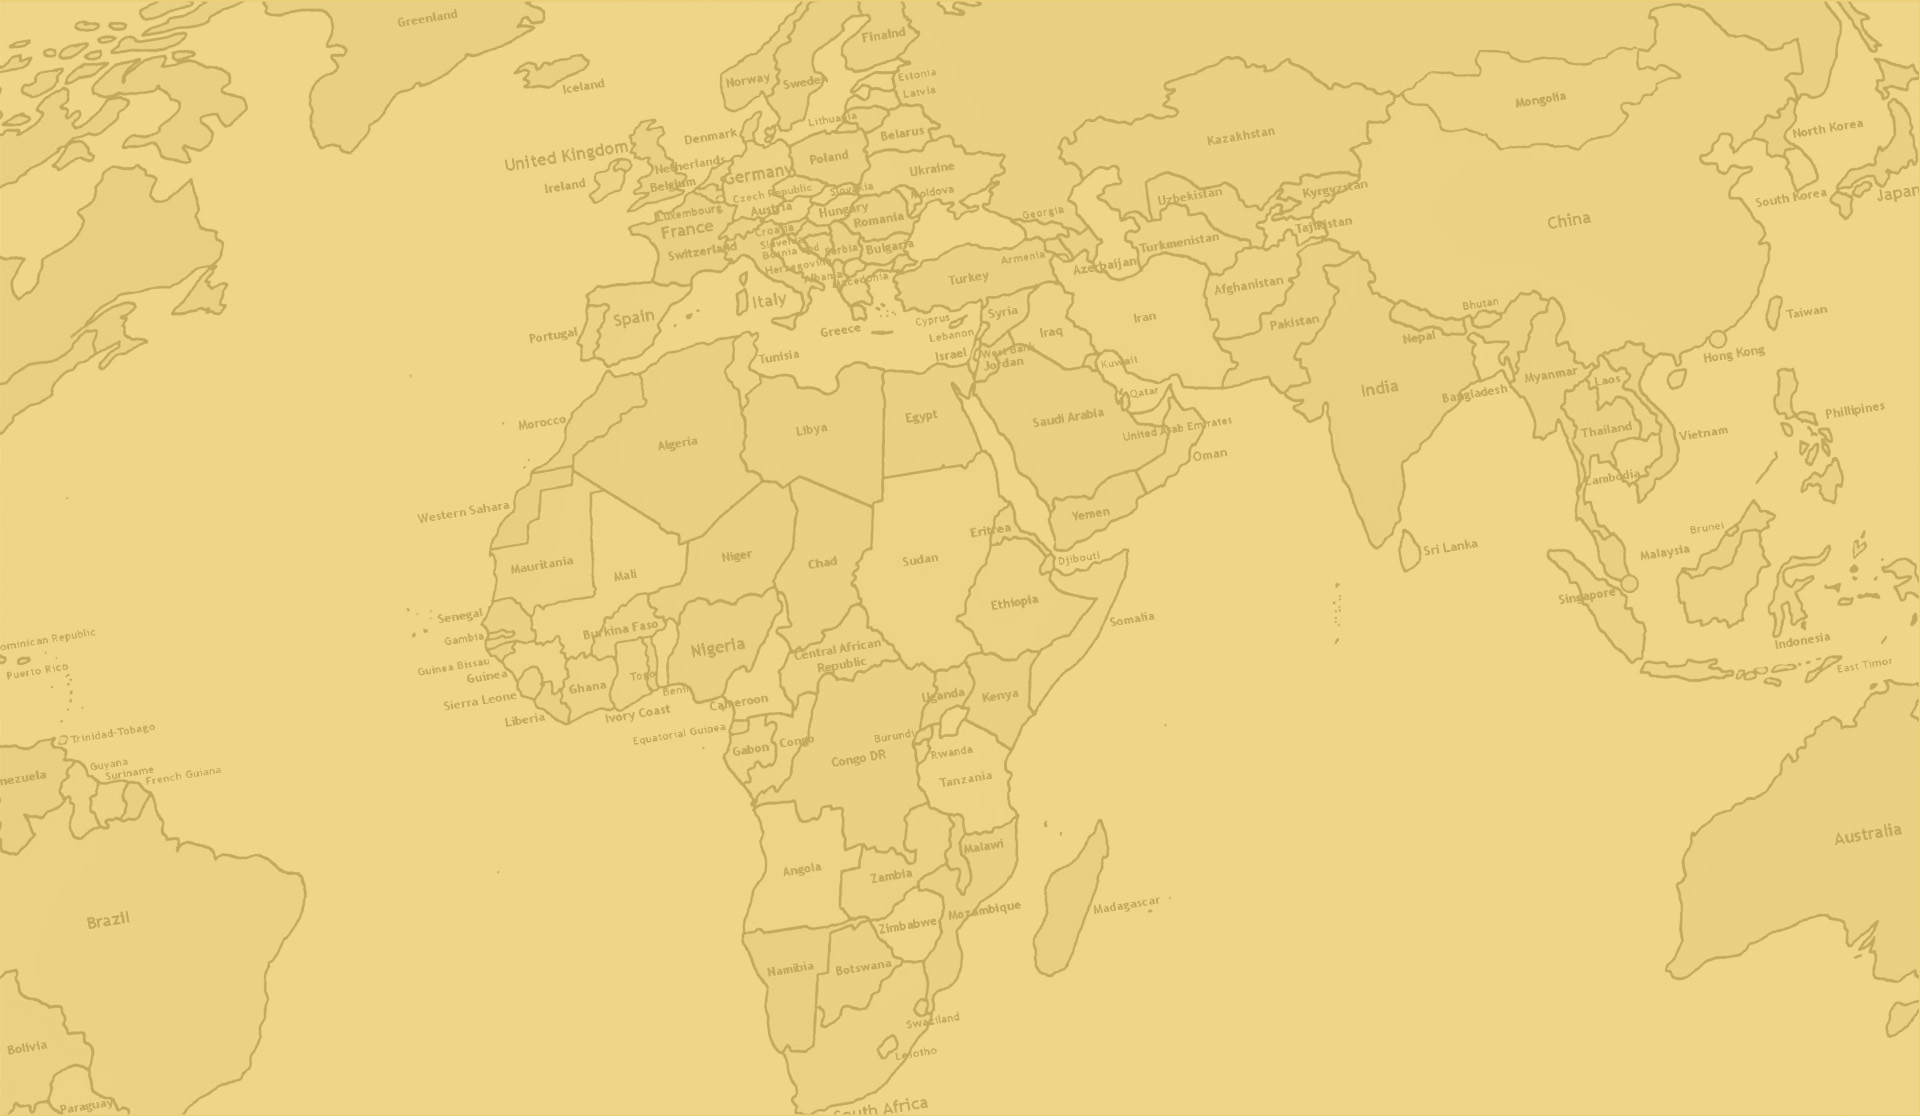 Greenland
Iceland
Norway
Sweden
Finalnd
Estonia
Latvia
Lithuania
Denmark
United Kingdom
Ireland
Netherlands
Belgium
Germany
Poland
Belarus
Ukraine
Luxembourg
Czech Republic
Slovakia
Moldova
France
Austria
Hungary
Romania
Switzerland
Croatia
Slovenia
Bosnia and
Herzegovina
Serbia
Bulgaria
Albania
Macedonia
Italy
Spain
Portugal
Greece
Georgia
Armenia
Azerbaijan
Turkey
Cyprus
Lebanon
Israel
West Bank
Jordan
Syria
Iraq
Iran
Kuwait
Qatar
Saudi Arabia
United Arab Emirates
Oman
Yemen
Kazakhstan
Uzbekistan
Kyrgyzstan
Tajikistan
Turkmenistan
Afghanistan
Pakistan
Mongolia
China
North Korea
South Korea
Japan
Taiwan
Hong Kong
Nepal
Bhutan
India
Bangladesh
Myanmar
Laos
Thailand
Vietnam
Cambodia
Phillipines
Sri Lanka
Brunei
Malaysia
Singapore
Indonesia
East Timor
Australia
Tunisia
Morocco
Algeria
Libya
Egypt
Western Sahara
Mauritania
Mali
Niger
Chad
Sudan
Eritrea
Djibouti
Ethiopia
Somalia
Senegal
Gambia
Guinea Bissau
Guinea
Sierra Leone
Liberia
Ivory Coast
Burkina Faso
Ghana
Togo
Benin
Nigeria
Cameroon
Central African
Republic
Equatorial Guinea
Gabon
Congo
Congo DR
Uganda
Kenya
Burundi
Rwanda
Tanzania
Angola
Zambia
Malawi
Mozambique
Zimbabwe
Madagascar
Namibia
Botswana
Swaziland
Lesotho
South Africa
ominican Republic
Puerto Rico
Trinidad-Tobago
nezuela
Guyana
Suriname
French Guiana
Brazil
Bolivia
Paraguay